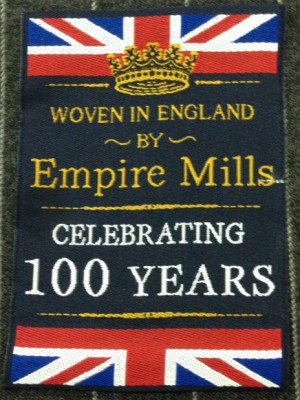 WOVEN IN ENGLAND
~ BY ~
Empire Mills
CELEBRATING
100 YEARS